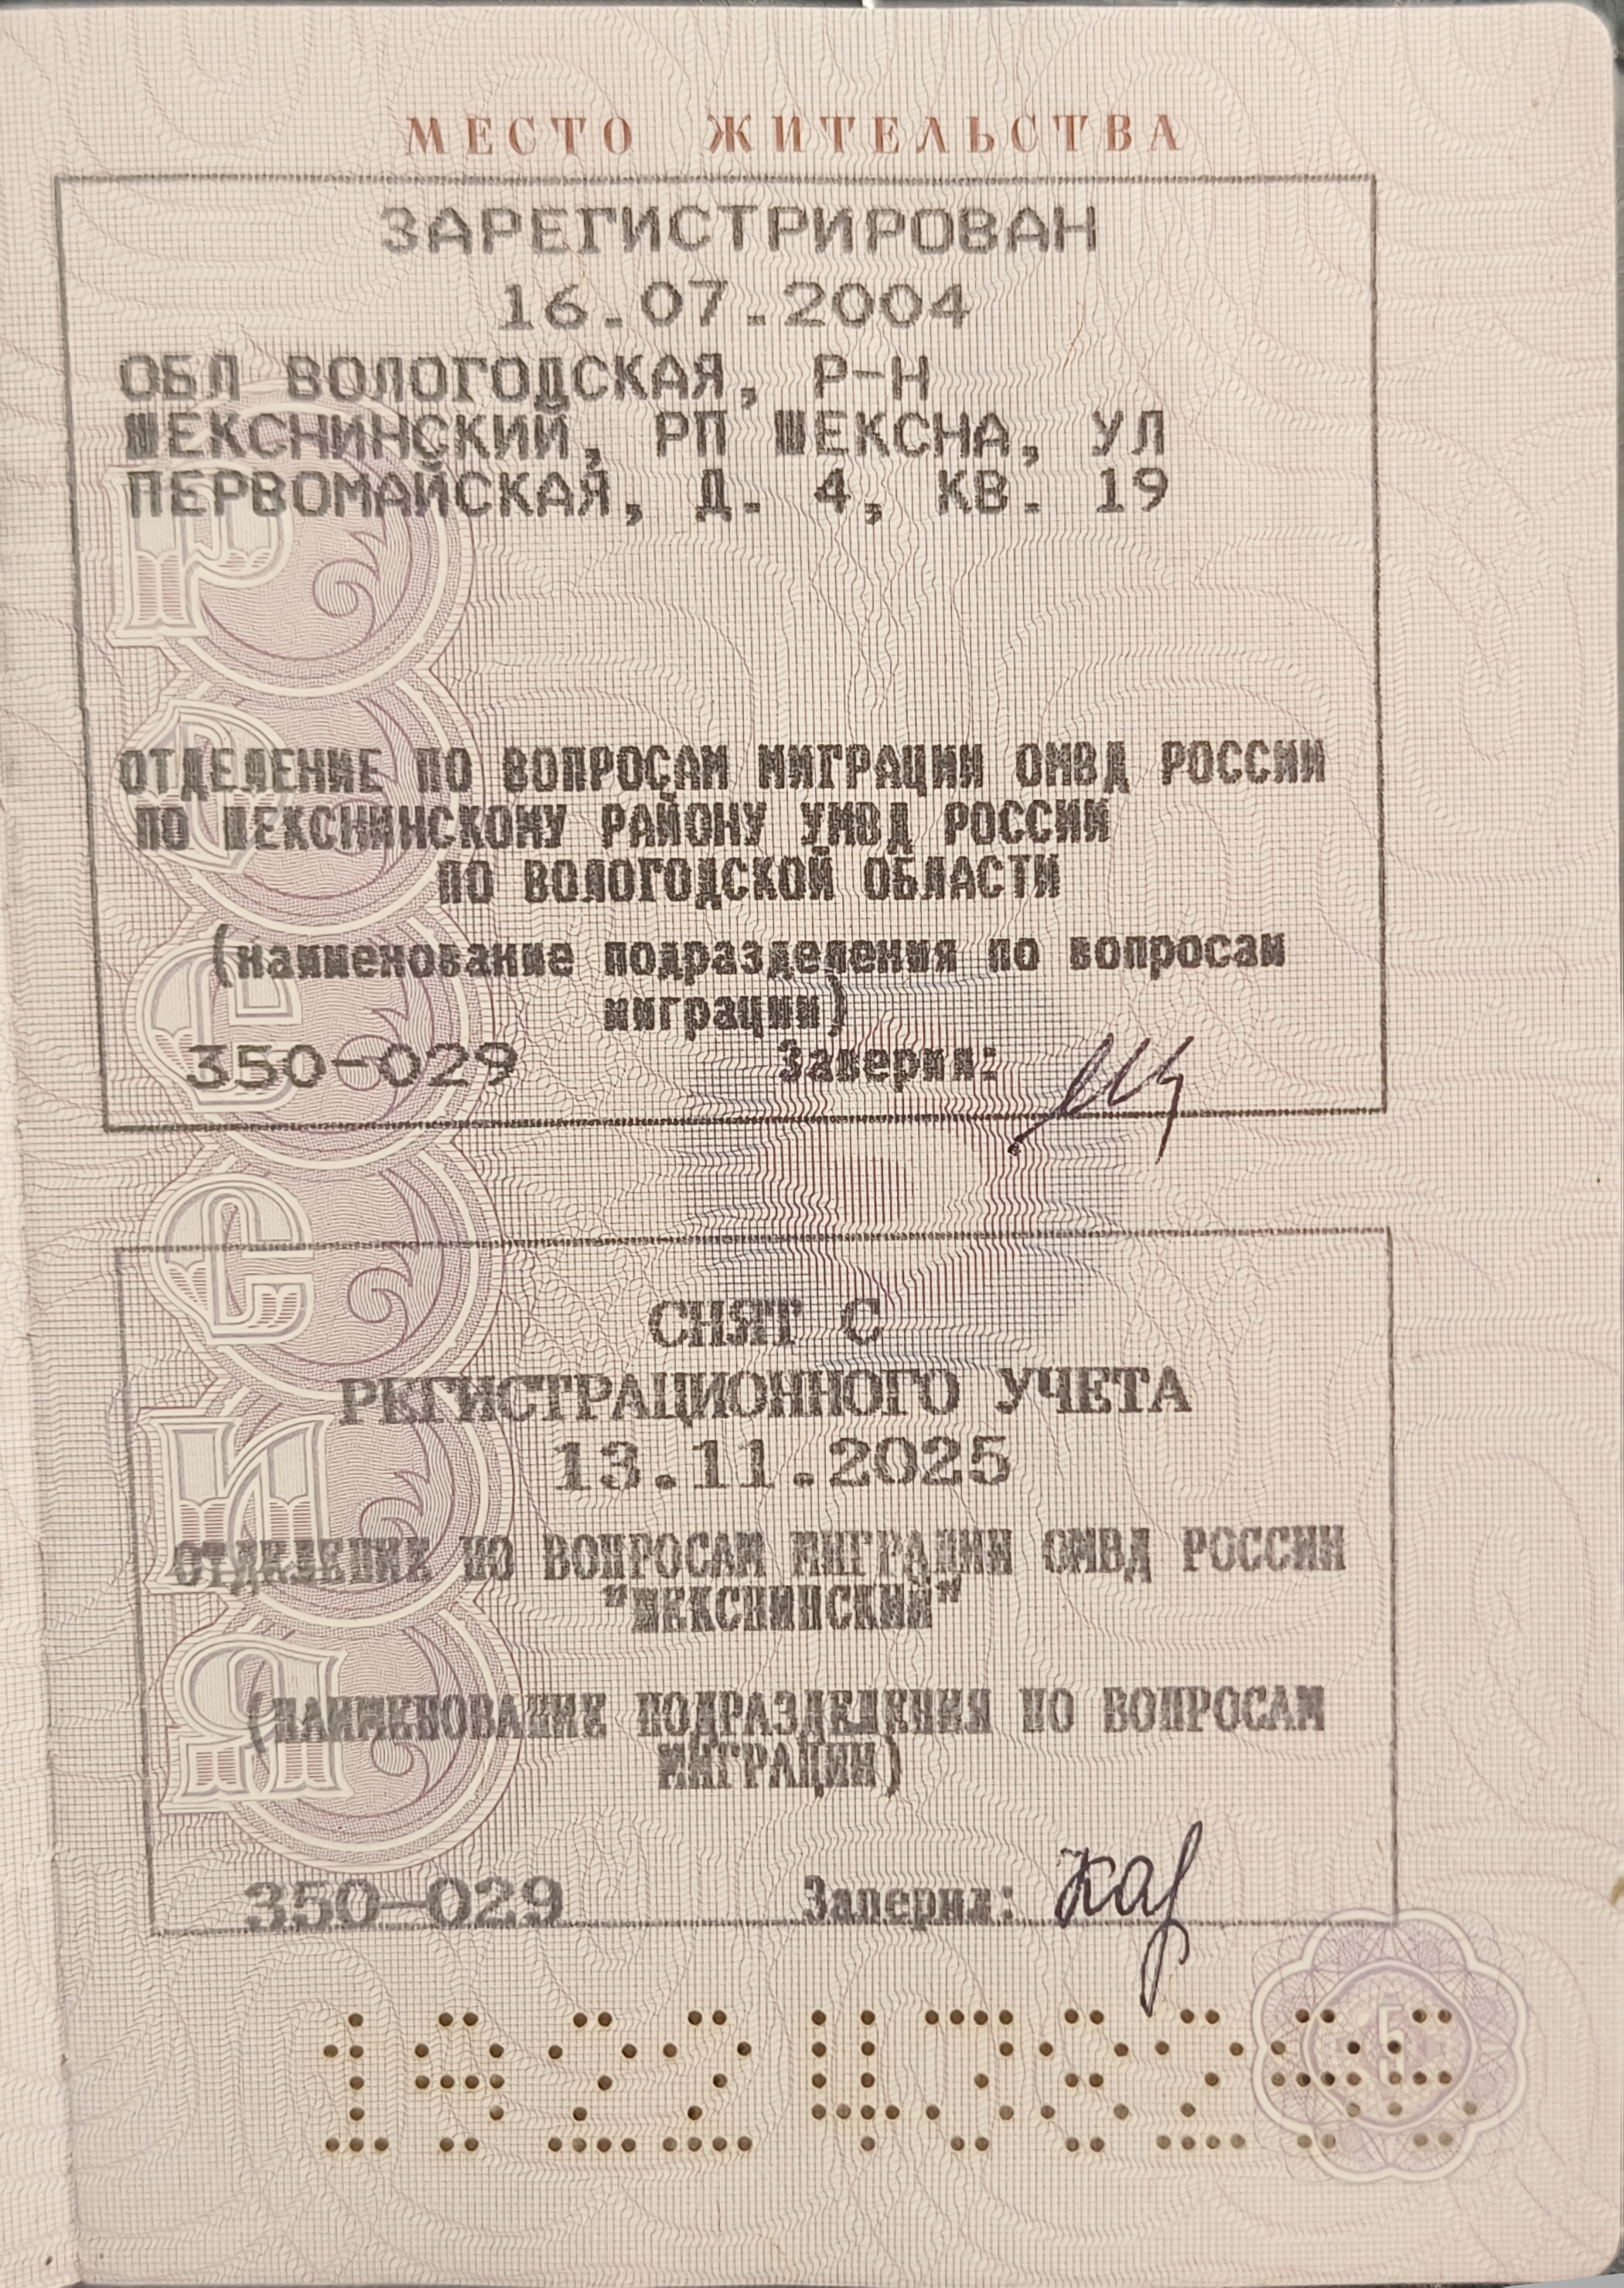 МЕСТО ЖИТЕЛЬСТВА
ЗАРЕГИСТРИРОВАН
16.07.2004
ОБЛ ВОЛОГОДСКАЯ, Р-Н
ШЕКСНИНСКИЙ, РП ШЕКСНА, УЛ
ПЕРВОМАЙСКАЯ, Д. 4, КВ. 19
ОТДЕЛЕНИЕ ПО ВОПРОСАМ МИГРАЦИИ ОМВД РОССИИ
ПО ШЕКСНИНСКОМУ РАЙОНУ УМВД РОССИИ
ПО ВОЛОГОДСКОЙ ОБЛАСТИ
(наименование подразделения по вопросам
миграции)
350-029 Заверил:
СНЯТ С
РЕГИСТРАЦИОННОГО УЧЕТА
13.11.2025
ОТДЕЛЕНИЕ ПО ВОПРОСАМ МИГРАЦИИ ОМВД РОССИИ
"ШЕКСНИНСКИЙ"
(НАИМЕНОВАНИЕ ПОДРАЗДЕЛЕНИЯ ПО ВОПРОСАМ
МИГРАЦИИ)
350-029 Заверил:
РОССИЯ
5